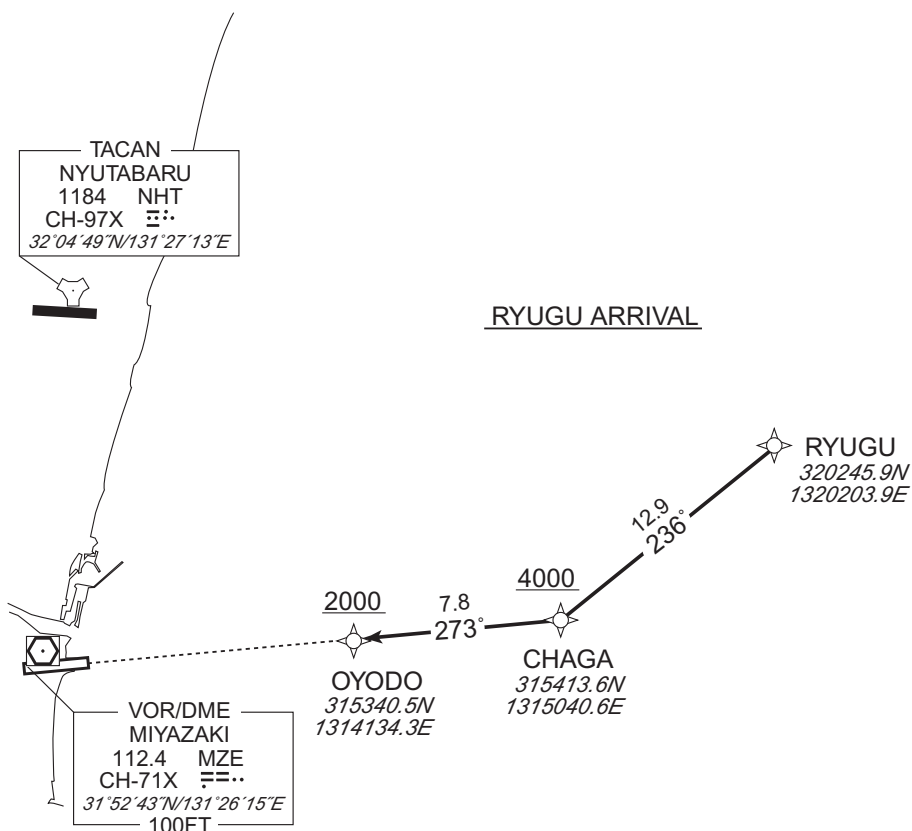 TACAN
NYUTABARU
1184 NHT
CH-97X
32°04´49˝N/131°27´13˝E
RYUGU ARRIVAL
RYUGU
320245.9N
1320203.9E
12.9
236°
4000
2000
7.8
273°
CHAGA
315413.6N
1315040.6E
OYODO
315340.5N
1314134.3E
VOR/DME
MIYAZAKI
112.4 MZE
CH-71X
31°52´43˝N/131°26´15˝E
100FT